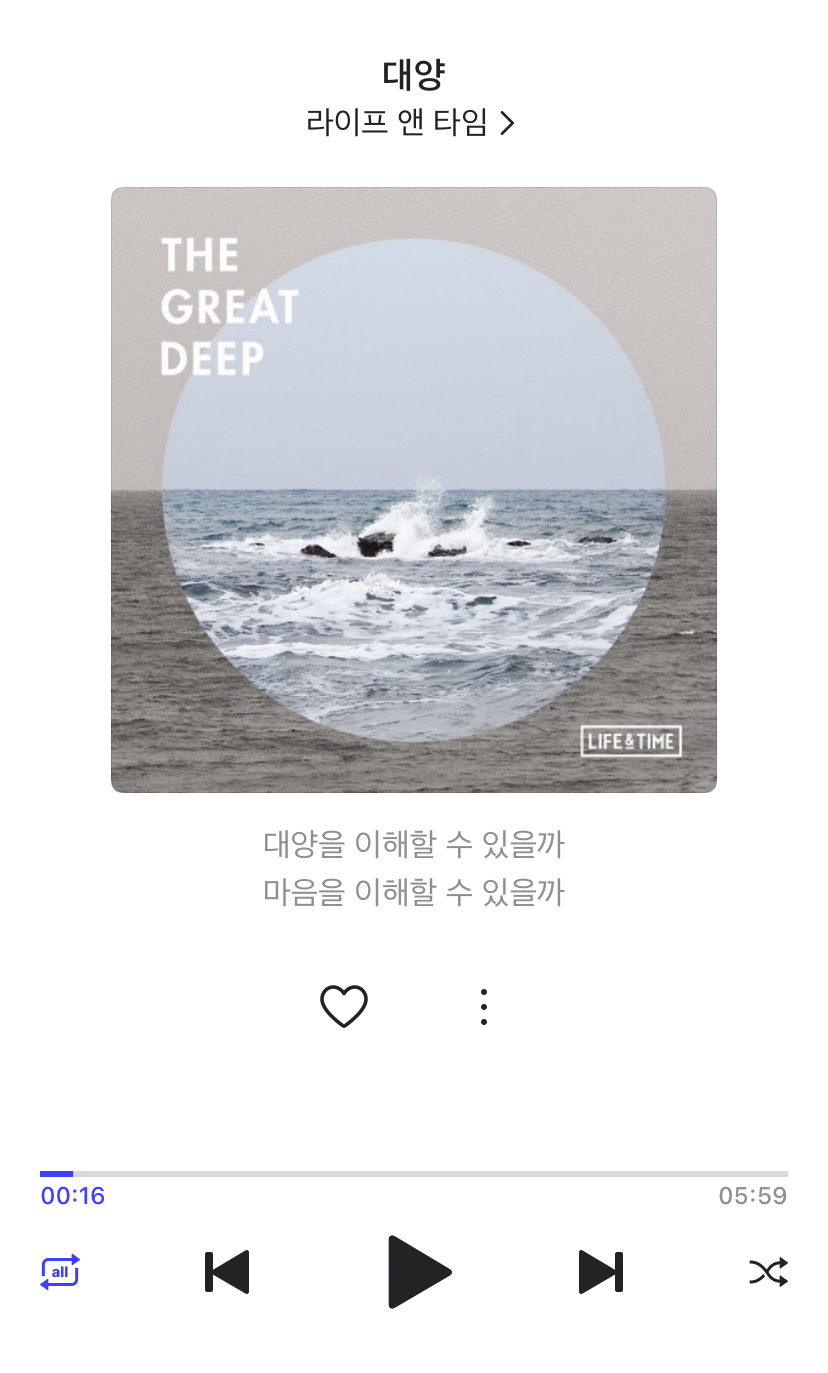 대양
라이프 앤 타임
THE
GREAT
DEEP
LIFE&TIME
대양을 이해할 수 있을까
마음을 이해할 수 있을까
00:16
05:59
all